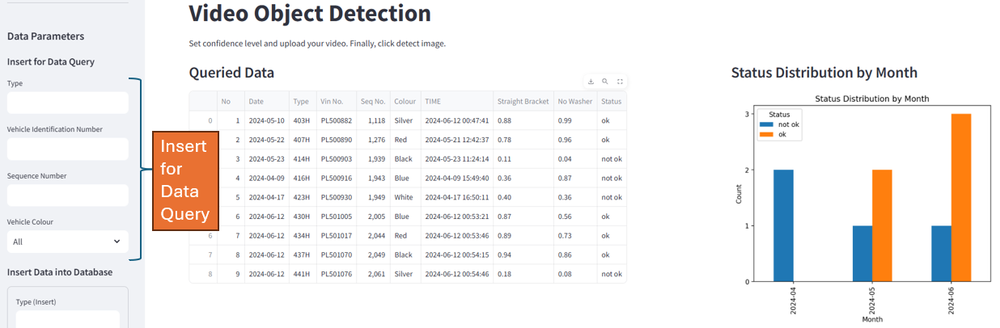 Data Parameters
Insert for Data Query
Type
Vehicle Identification Number
Sequence Number
Vehicle Colour
All
Insert Data into Database
Type (Insert)
Insert
for
Data
Query
Video Object Detection
Set confidence level and upload your video. Finally, click detect image.
Queried Data
No Date Type Vin No. Seq No. Colour TIME Straight Bracket No Washer Status
0 1 2024-05-10 403H PL500882 1,118 Silver 2024-06-12 00:47:41 0.88 0.99 ok
2 2024-05-22 407H PL500890 1,276 Red 2024-05-21 12:42:37 0.78 0.96 ok
3 2024-05-23 414H PL500903 1,939 Black 2024-05-23 11:24:14 0.11 0.04 not ok
4 2024-04-09 416H PL500916 1,943 Blue 2024-04-09 15:49:40 0.36 0.87 not ok
5 2024-04-17 423H PL500930 1,949 White 2024-04-17 16:50:11 0.40 0.36 not ok
6 2024-06-12 430H PL501005 2,005 Blue 2024-06-12 00:53:21 0.87 0.56 ok
6 7 2024-06-12 434H PL501017 2,044 Red 2024-06-12 00:53:46 0.89 0.73 ok
7 8 2024-06-12 437H PL501070 2,049 Black 2024-06-12 00:54:15 0.94 0.86 ok
8 9 2024-06-12 441H PL501076 2,061 Silver 2024-06-12 00:54:46 0.18 0.08 not ok
Status Distribution by Month
Status Distribution by Month
Status
not ok
ok
3
2
1
0
Count
2024-04
2024-05
2024-06
Month